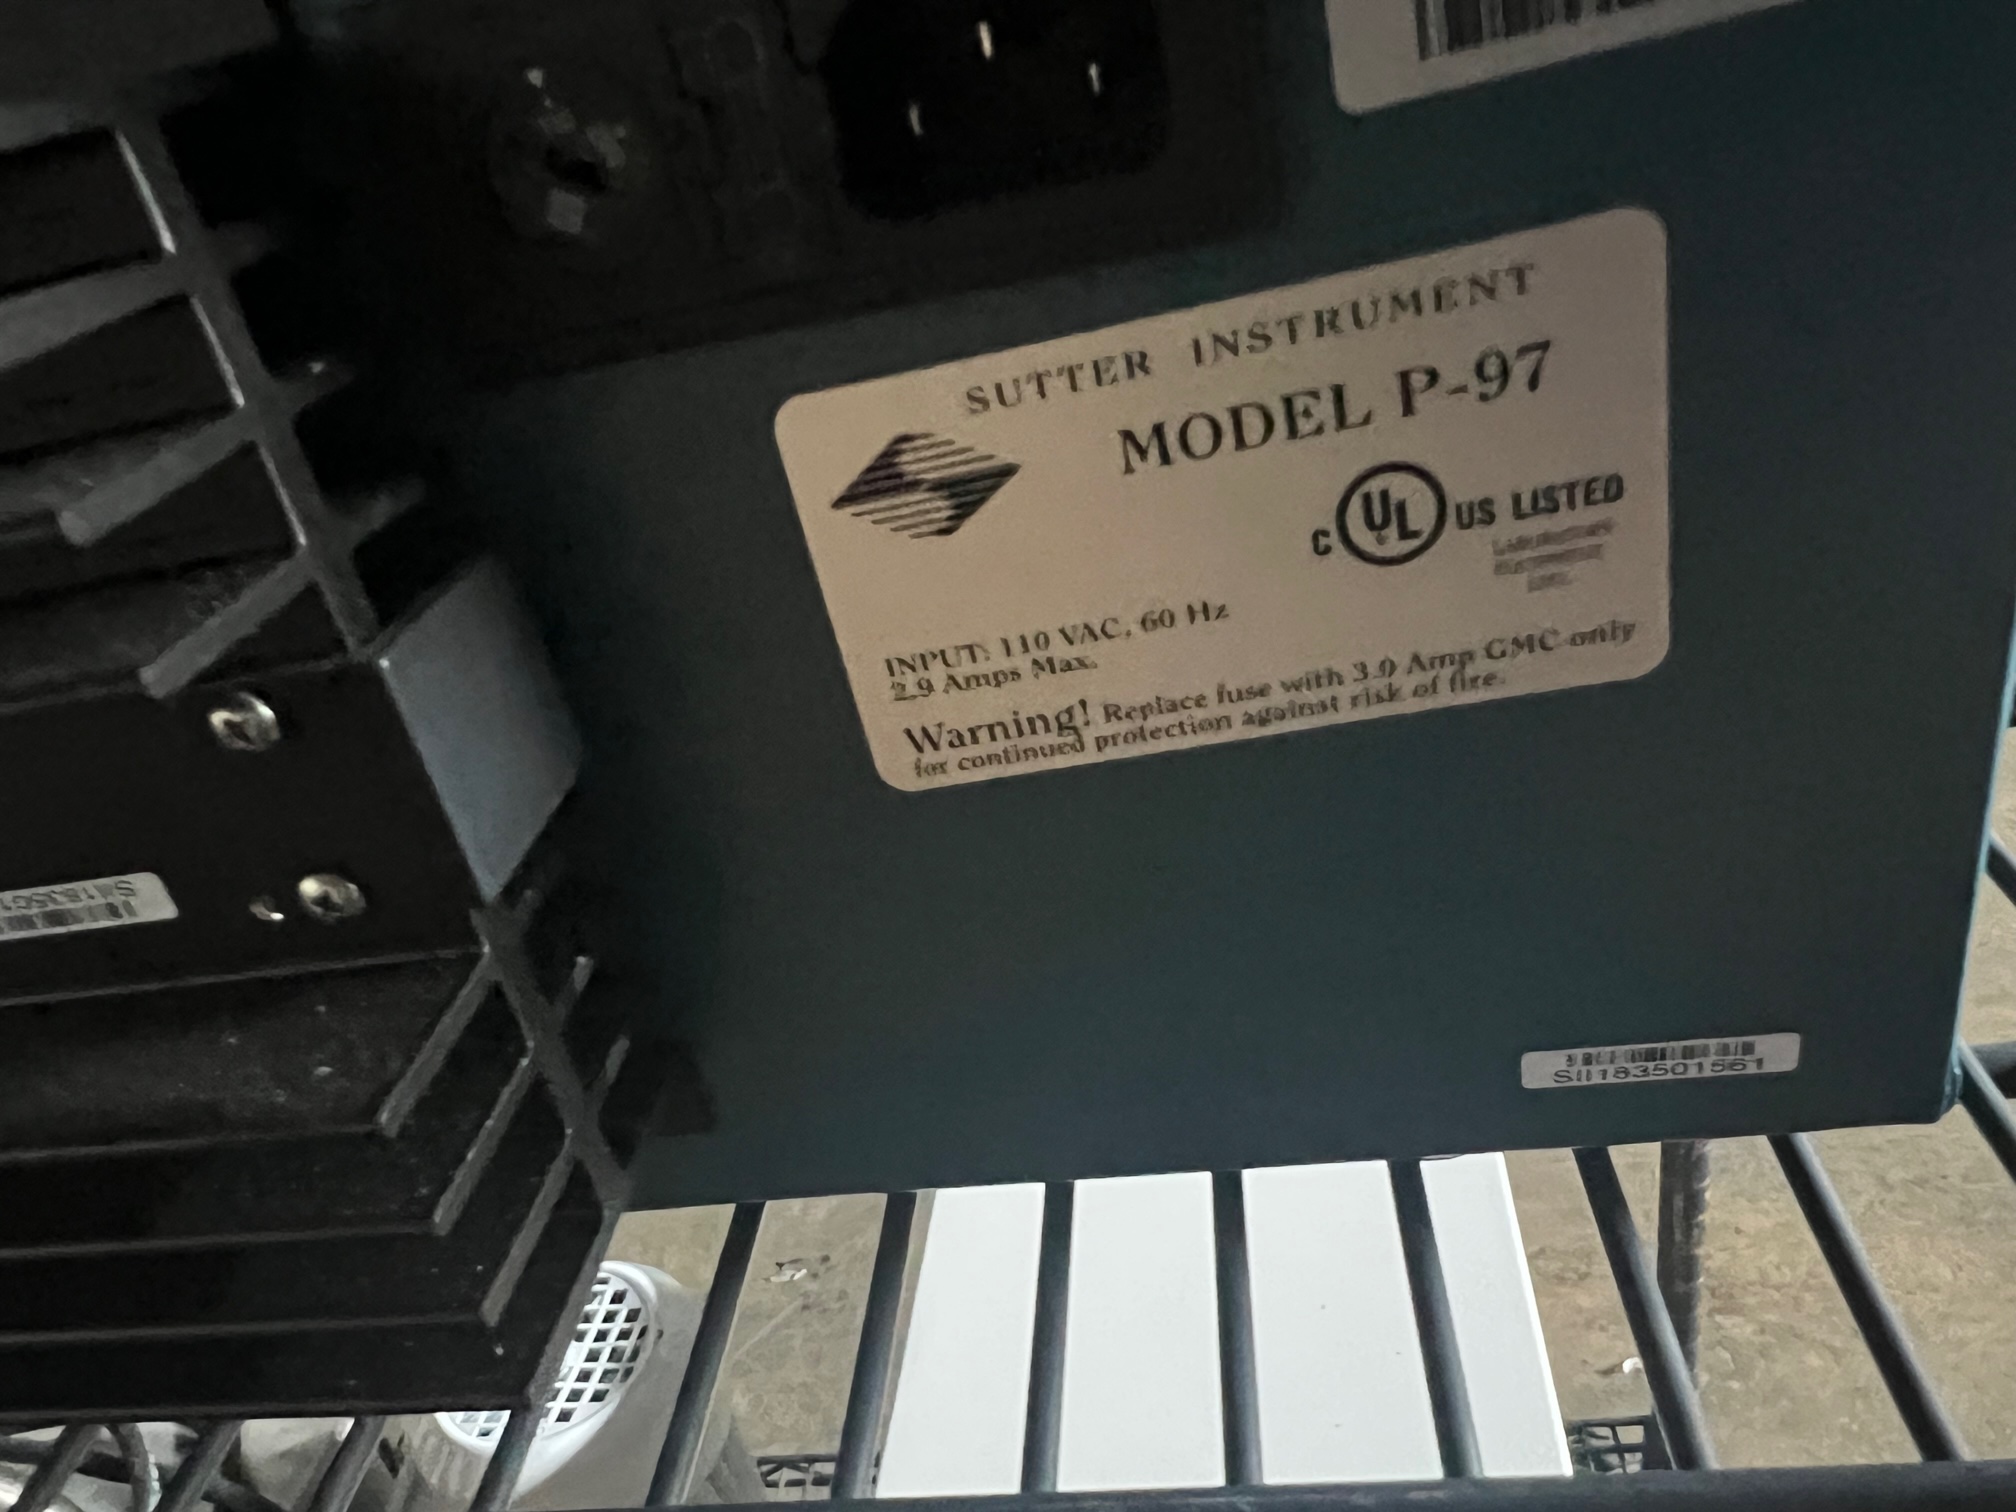 SUTTER INSTRUMENT
MODEL P-97
C UL US LISTED
INPUT: 110 VAC, 60 Hz
2.9 Amps Max.
Warning! Replace fuse with 3.0 Amp GMC only
for continued protection against risk of fire.